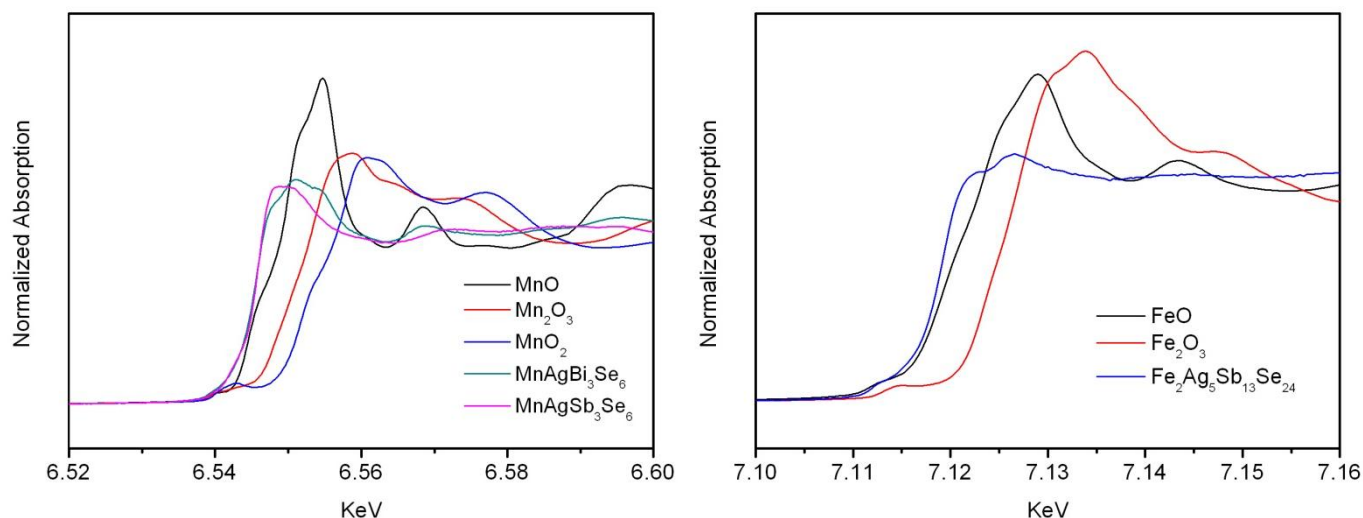 Normalized Absorption
MnO
Mn₂O₃
MnO₂
MnAgBi₃Se₆
MnAgSb₃Se₆
6.52 6.54 6.56 6.58 6.60
KeV
Normalized Absorption
FeO
Fe₂O₃
Fe₂Ag₅Sb₁₃Se₂₄
7.10 7.11 7.12 7.13 7.14 7.15 7.16
KeV